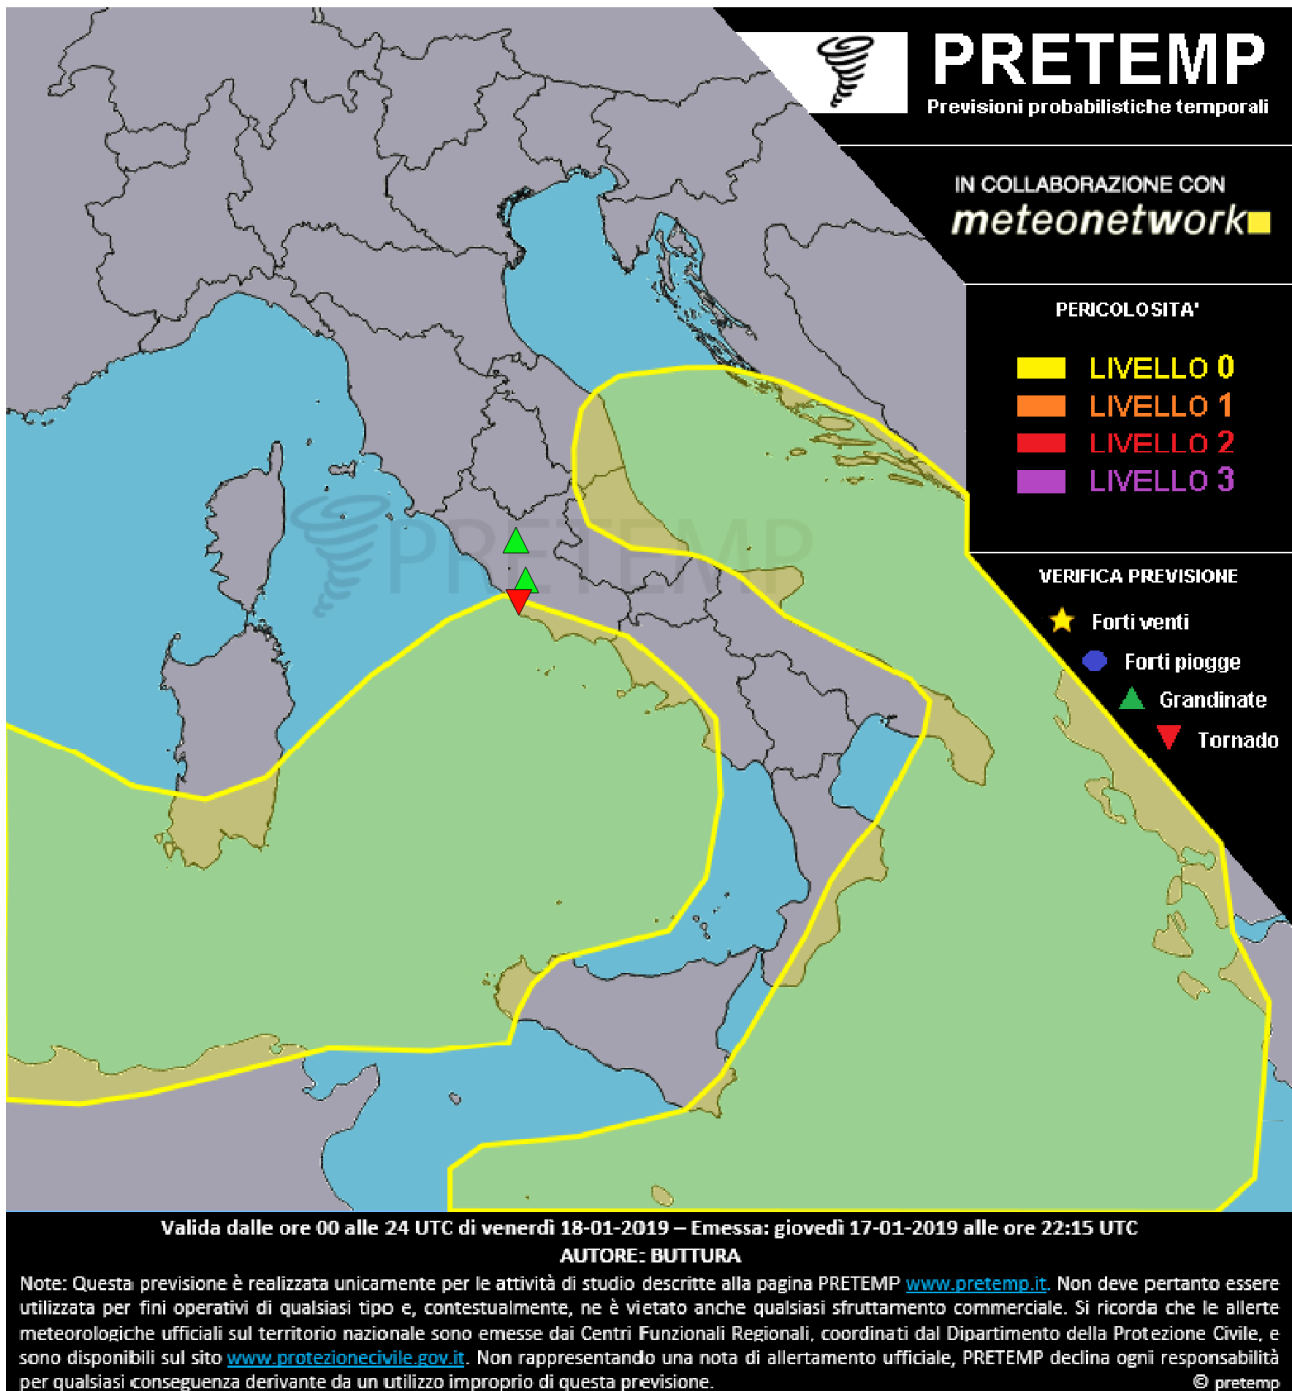 PRETEMP
Previsioni probabilistiche temporali
IN COLLABORAZIONE CON
meteonetwork
PERICOLOSITA'
LIVELLO 0
LIVELLO 1
LIVELLO 2
LIVELLO 3
PRETEMP
VERIFICA PREVISIONE
Forti venti
Forti piogge
Grandinate
Tornado
Valida dalle ore 00 alle 24 UTC di venerdì 18-01-2019 – Emessa: giovedì 17-01-2019 alle ore 22:15 UTC
AUTORE: BUTTURA
Note: Questa previsione è realizzata unicamente per le attività di studio descritte alla pagina PRETEMP www.pretemp.it. Non deve pertanto essere
utilizzata per fini operativi di qualsiasi tipo e, contestualmente, ne è vietato anche qualsiasi sfruttamento commerciale. Si ricorda che le allerte
meteorologiche ufficiali sul territorio nazionale sono emesse dai Centri Funzionali Regionali, coordinati dal Dipartimento della Protezione Civile, e
sono disponibili sul sito www.protezionecivile.gov.it. Non rappresentando una nota di allertamento ufficiale, PRETEMP declina ogni responsabilità
per qualsiasi conseguenza derivante da un utilizzo improprio di questa previsione. © pretemp